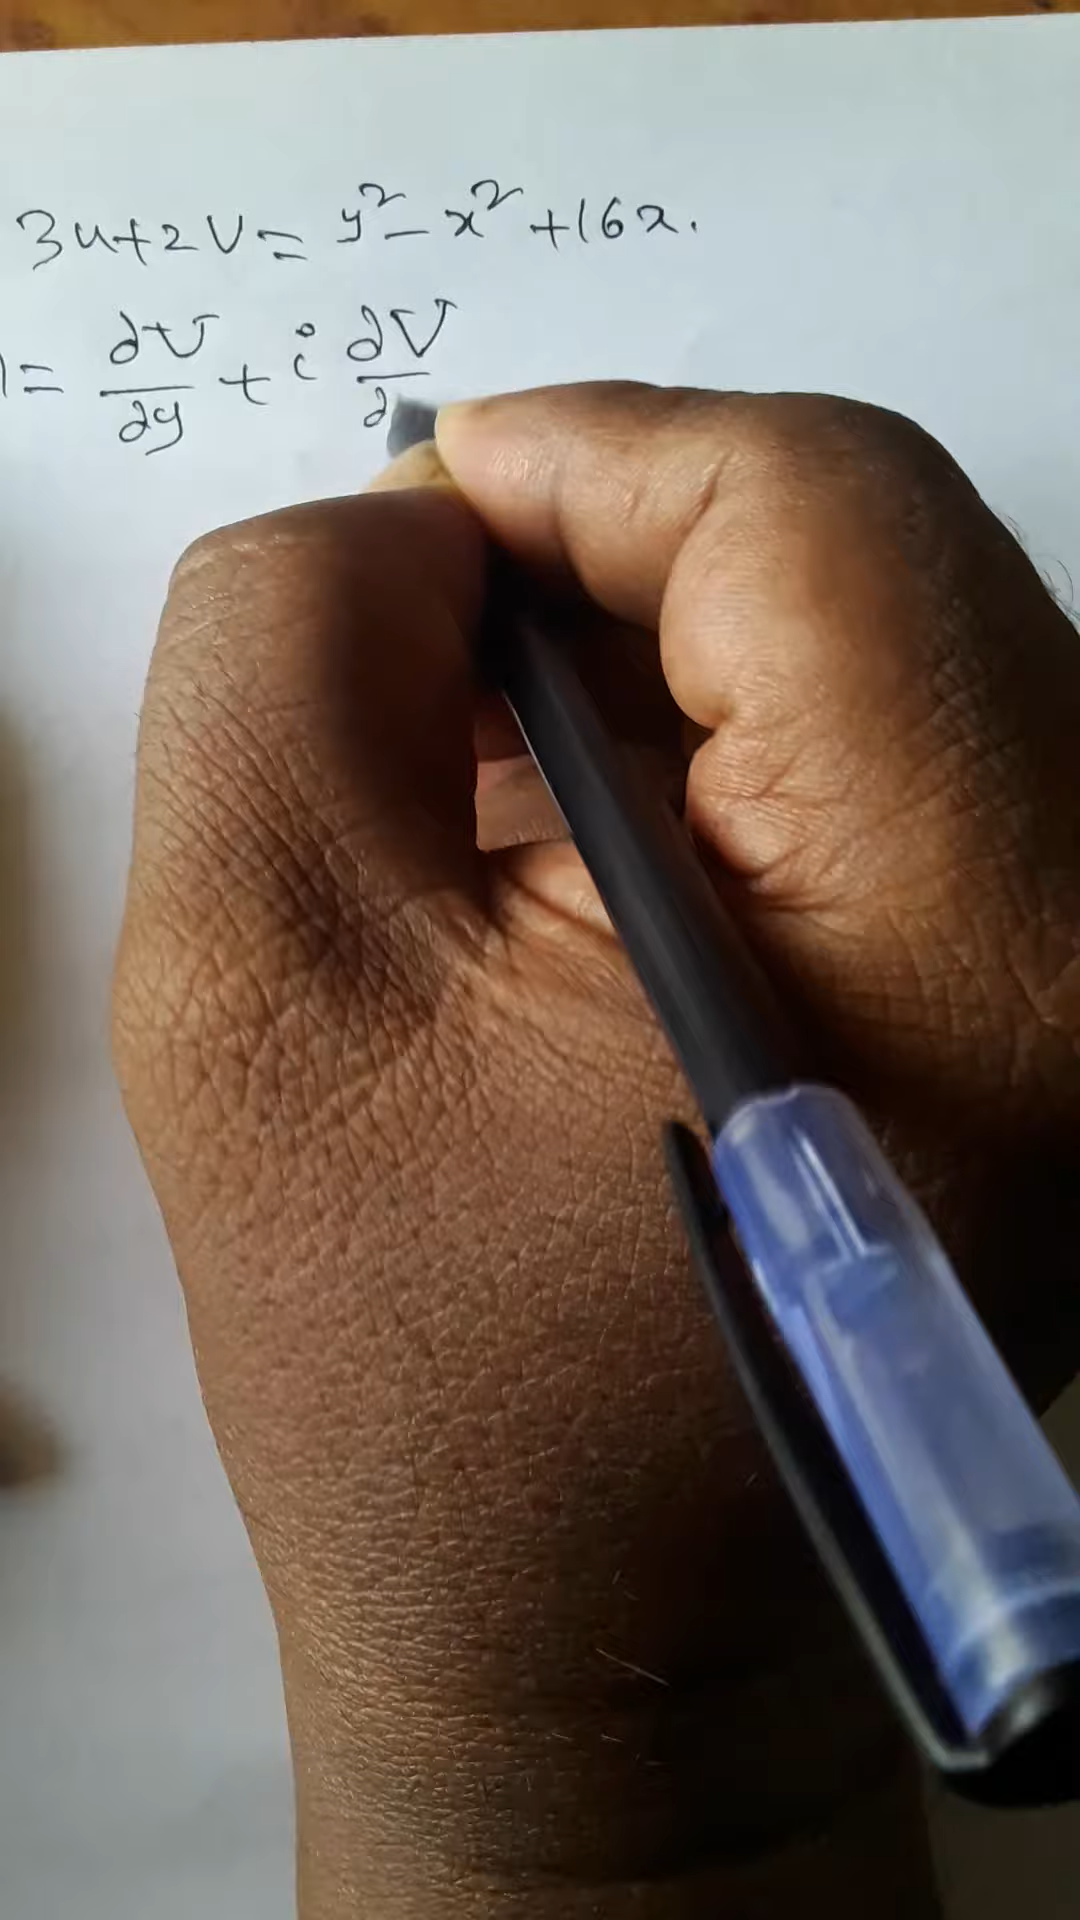 3u+2V= y²-x²+16x.
)= ∂V/∂y + i ∂V/∂